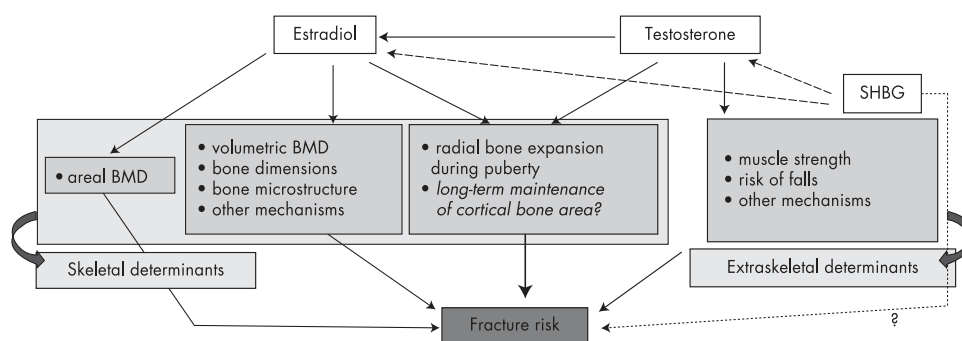 Estradiol
Testosterone
SHBG
• areal BMD
• volumetric BMD
• bone dimensions
• bone microstructure
• other mechanisms
• radial bone expansion
during puberty
• long-term maintenance
of cortical bone area?
• muscle strength
• risk of falls
• other mechanisms
Skeletal determinants
Extraskeletal determinants
Fracture risk
?